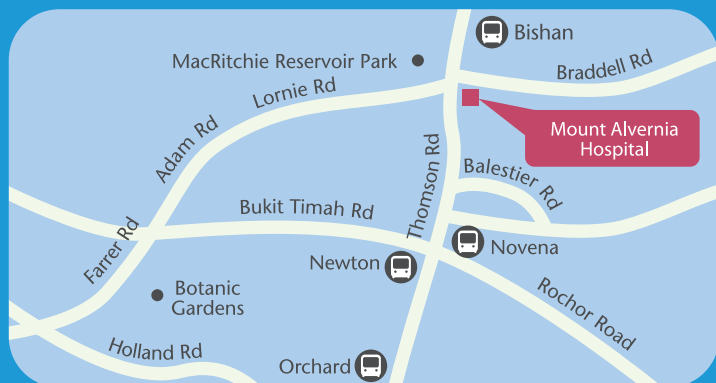 Bishan
MacRitchie Reservoir Park
Braddell Rd
Lornie Rd
Mount Alvernia
Hospital
Adam Rd
Thomson Rd
Balestier Rd
Bukit Timah Rd
Farrer Rd
Novena
Newton
Botanic
Gardens
Rochor Road
Holland Rd
Orchard